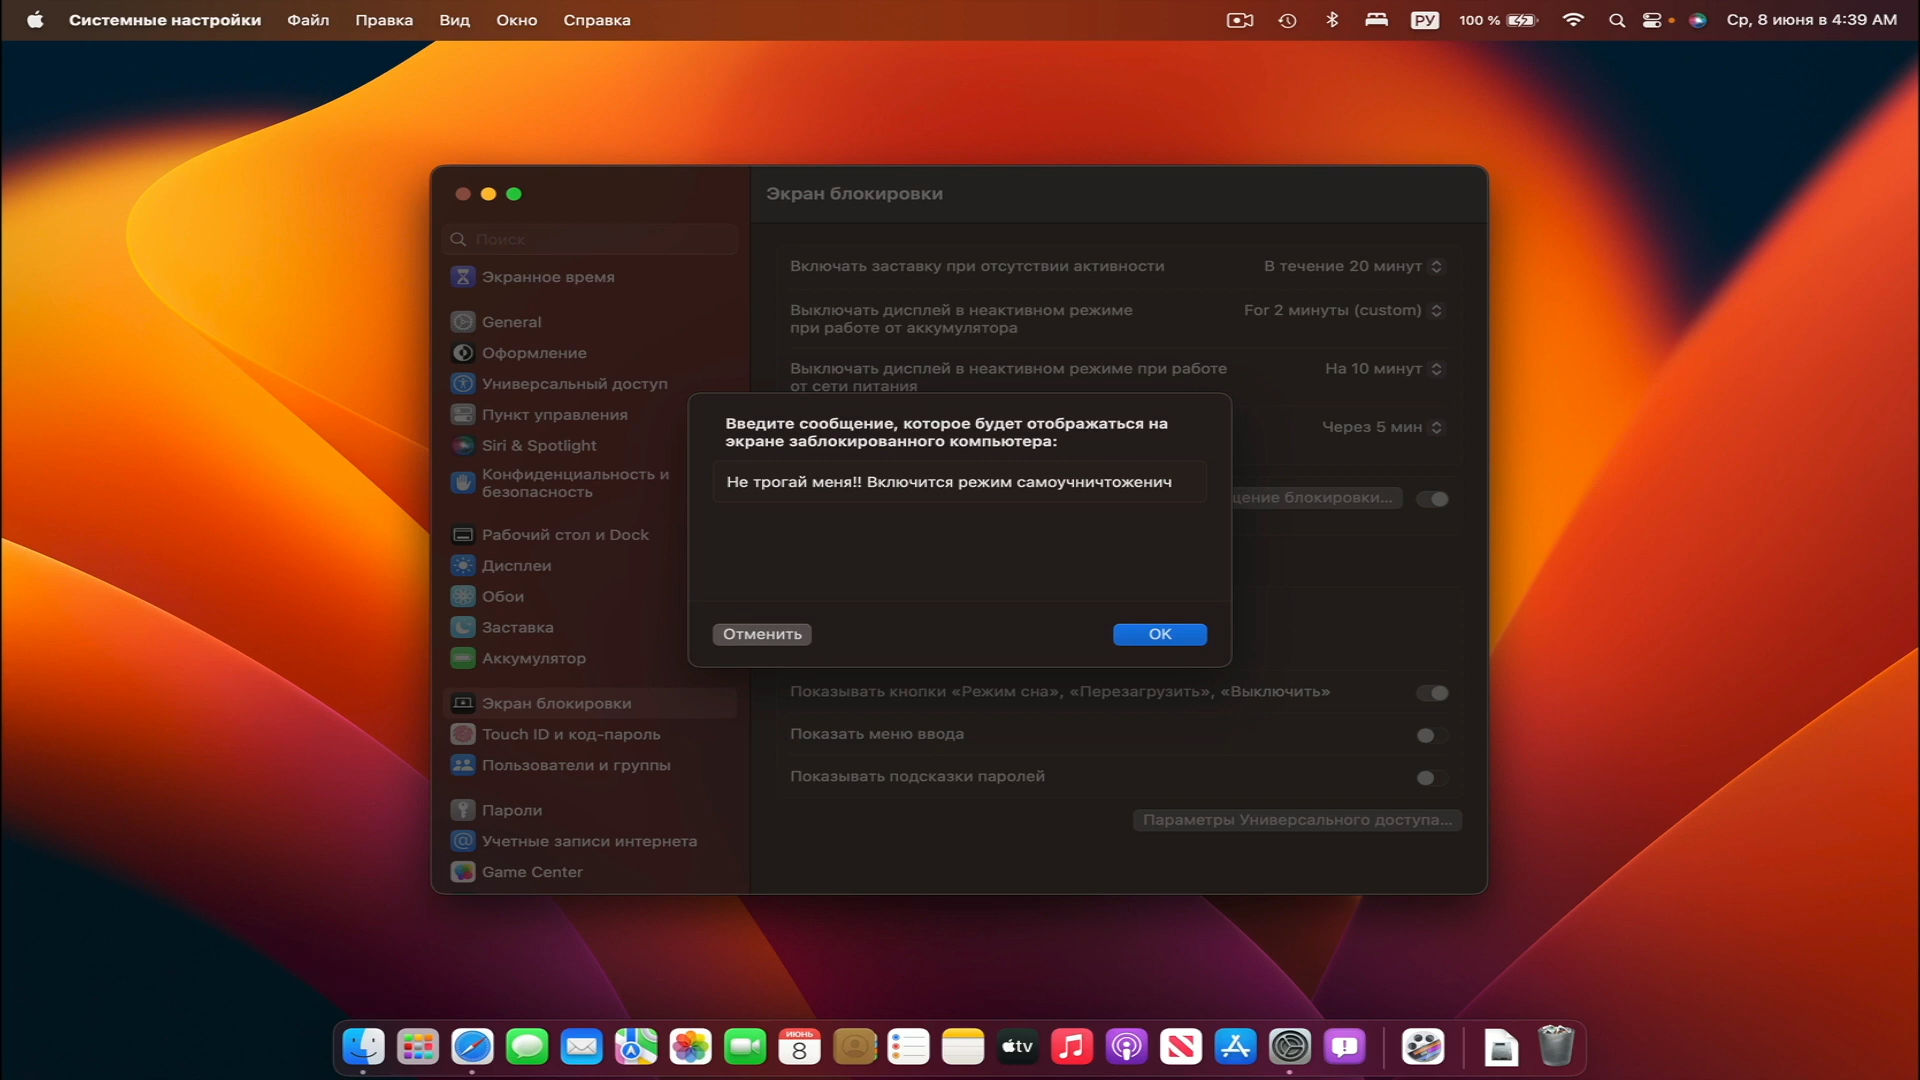 Системные настройки Файл Правка Вид Окно Справка РУ 100 % Ср, 8 июня в 4:39 AM
Экран блокировки
Поиск
Экранное время
General
Оформление
Универсальный доступ
Пункт управления
Siri & Spotlight
Конфиденциальность и
безопасность
Рабочий стол и Dock
Дисплеи
Обои
Заставка
Аккумулятор
Экран блокировки
Touch ID и код-пароль
Пользователи и группы
Пароли
Учетные записи интернета
Game Center
Включать заставку при отсутствии активности В течение 20 минут
Выключать дисплей в неактивном режиме
при работе от аккумулятора
For 2 минуты (custom)
Выключать дисплей в неактивном режиме при работе
от сети питания
На 10 минут
Через 5 мин
щение блокировки...
Введите сообщение, которое будет отображаться на
экране заблокированного компьютера:
Не трогай меня!! Включится режим самоучничтоженич
Отменить OK
Показывать кнопки «Режим сна», «Перезагрузить», «Выключить»
Показать меню ввода
Показывать подсказки паролей
Параметры Универсального доступа...
ИЮНЬ
8
tv